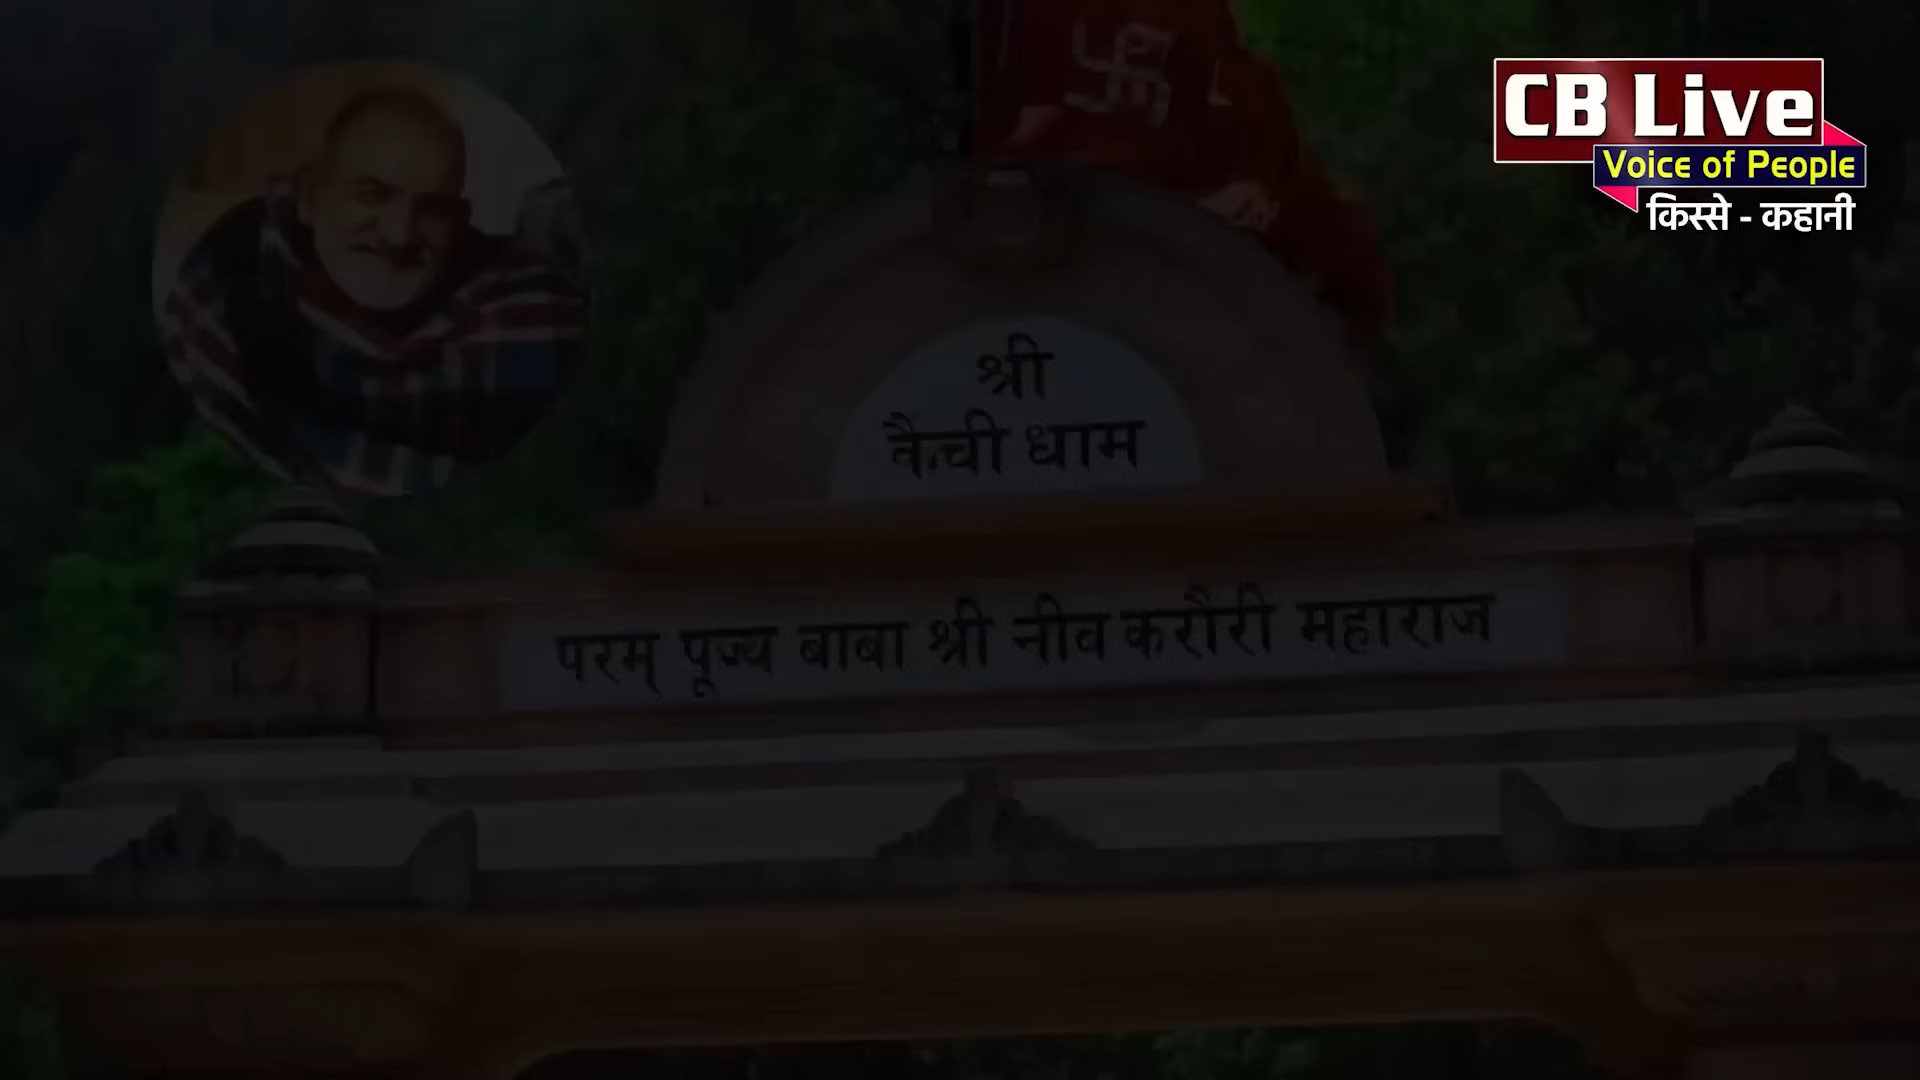 CB Live
Voice of People
किस्से - कहानी
श्री
कैंची धाम
परम् पूज्य बाबा श्री नीव करौरी महाराज